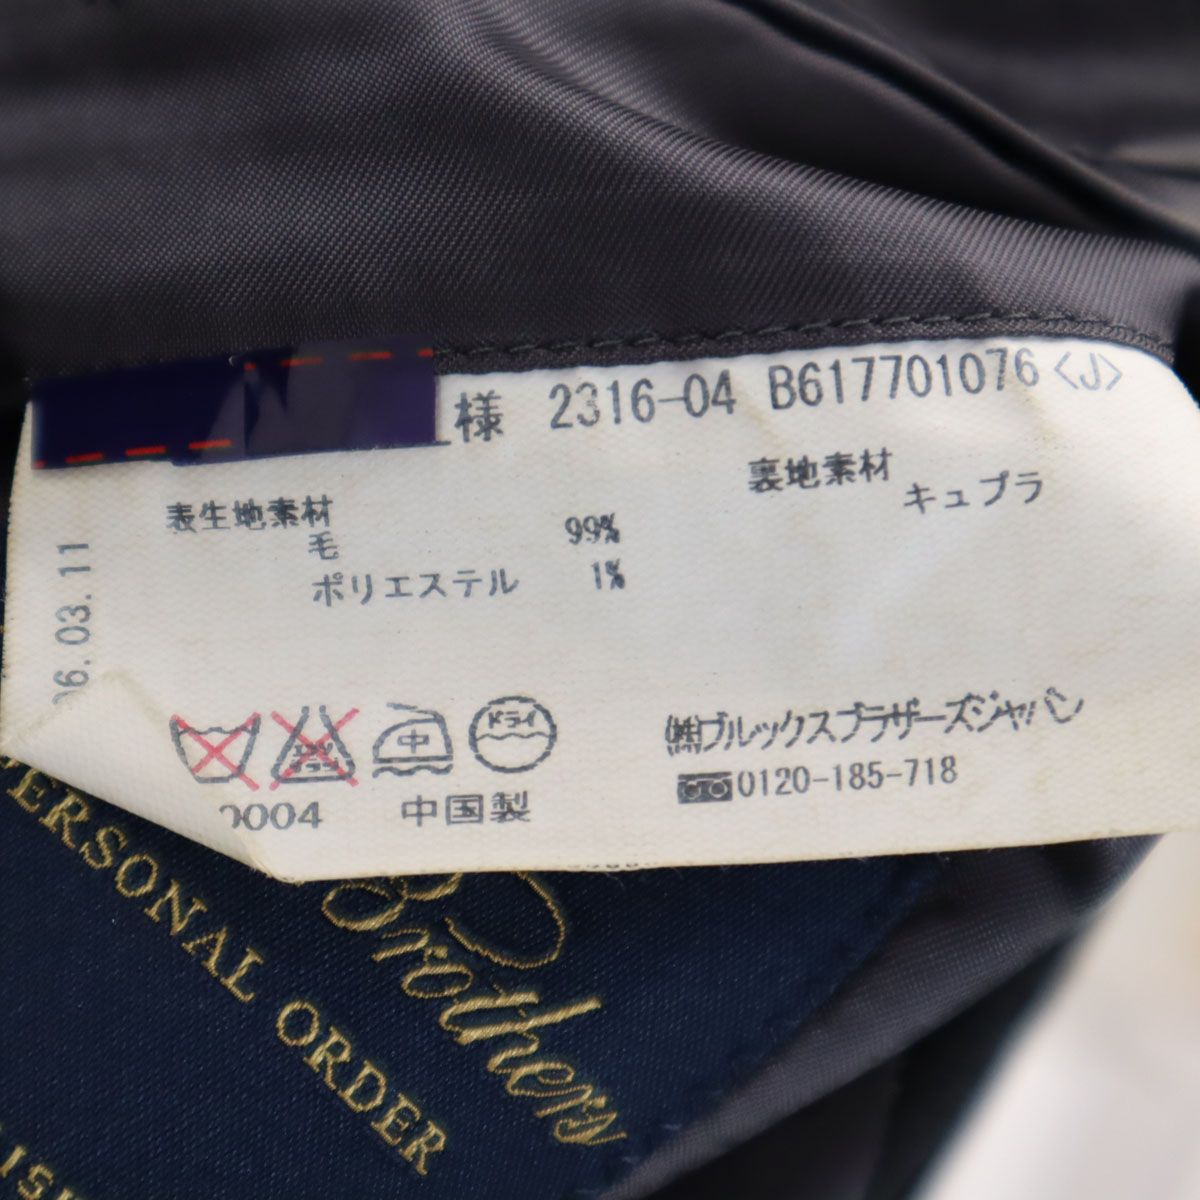 様 2316-04 B617701076<J>
表生地素材
毛 99%
ポリエステル 1%
裏地素材
キュプラ
06.03.11
中
ドライ
0004 中国製
㈱ブルックスブラザーズジャパン
0120-185-718
Brothers
PERSONAL ORDER